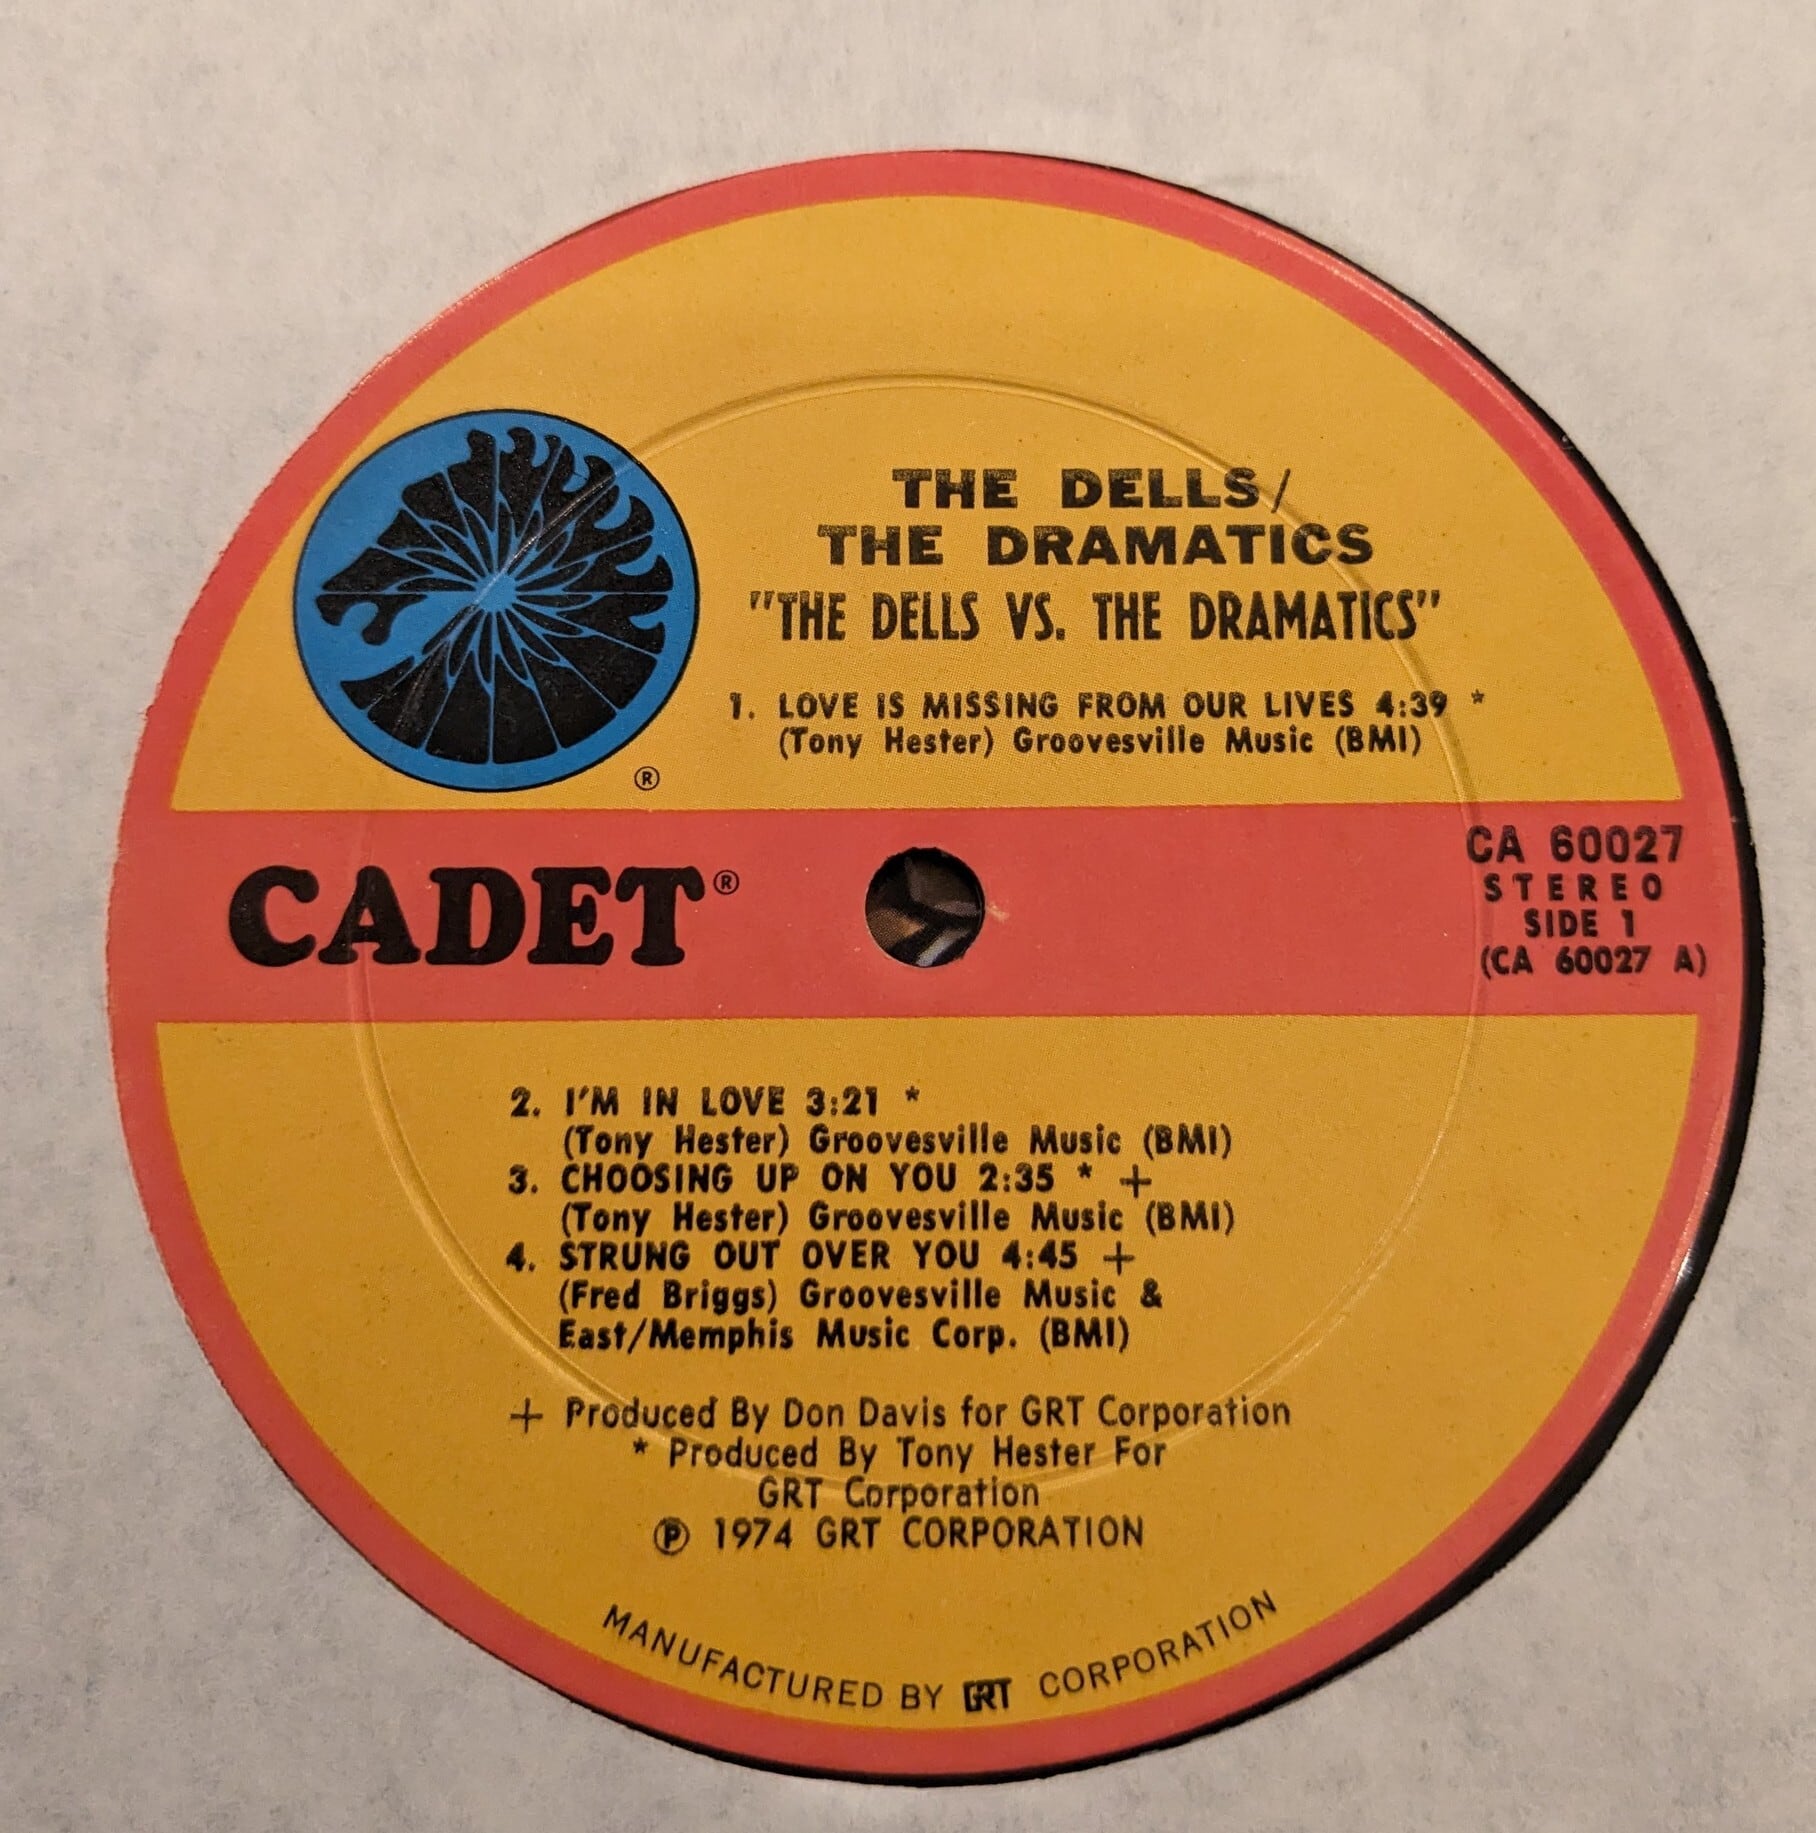 THE DELLS/
THE DRAMATICS
"THE DELLS VS. THE DRAMATICS"
1. LOVE IS MISSING FROM OUR LIVES 4:39 *
(Tony Hester) Groovesville Music (BMI)
®
CADET®
CA 60027
STEREO
SIDE 1
(CA 60027 A)
2. I'M IN LOVE 3:21 *
(Tony Hester) Groovesville Music (BMI)
3. CHOOSING UP ON YOU 2:35 * +
(Tony Hester) Groovesville Music (BMI)
4. STRUNG OUT OVER YOU 4:45 +
(Fred Briggs) Groovesville Music &
East/Memphis Music Corp. (BMI)
+ Produced By Don Davis for GRT Corporation
* Produced By Tony Hester For
GRT Corporation
℗ 1974 GRT CORPORATION
MANUFACTURED BY GRT CORPORATION